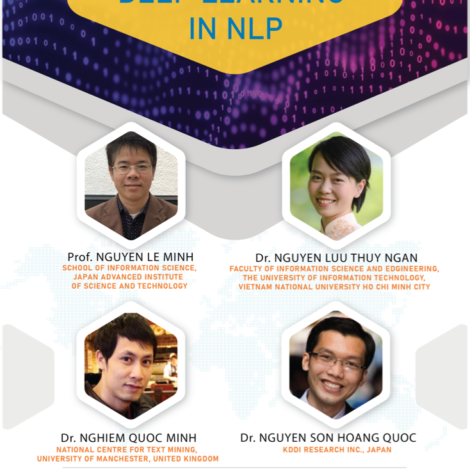 DEEP LEARNING
IN NLP
Prof. NGUYEN LE MINH
SCHOOL OF INFORMATION SCIENCE,
JAPAN ADVANCED INSTITUTE
OF SCIENCE AND TECHNOLOGY
Dr. NGUYEN LUU THUY NGAN
FACULTY OF INFORMATION SCIENCE AND EDGINEERING,
THE UNIVERSITY OF INFORMATION TECHNOLOGY,
VIETNAM NATIONAL UNIVERSITY HO CHI MINH CITY
Dr. NGHIEM QUOC MINH
NATIONAL CENTRE FOR TEXT MINING,
UNIVERSITY OF MANCHESTER, UNITED KINGDOM
Dr. NGUYEN SON HOANG QUOC
KDDI RESEARCH INC., JAPAN